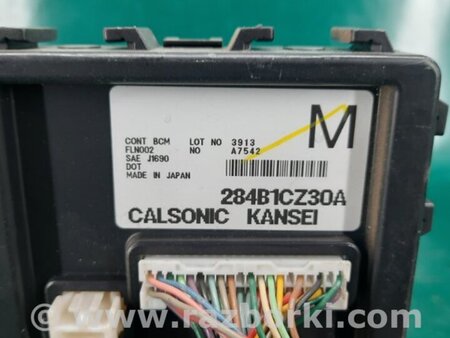 CONT BCM LOT NO 3913
FLN002 NO A7542
SAE J1690
DOT
MADE IN JAPAN
M
284B1CZ30A
CALSONIC KANSEI
© www.razborki.com